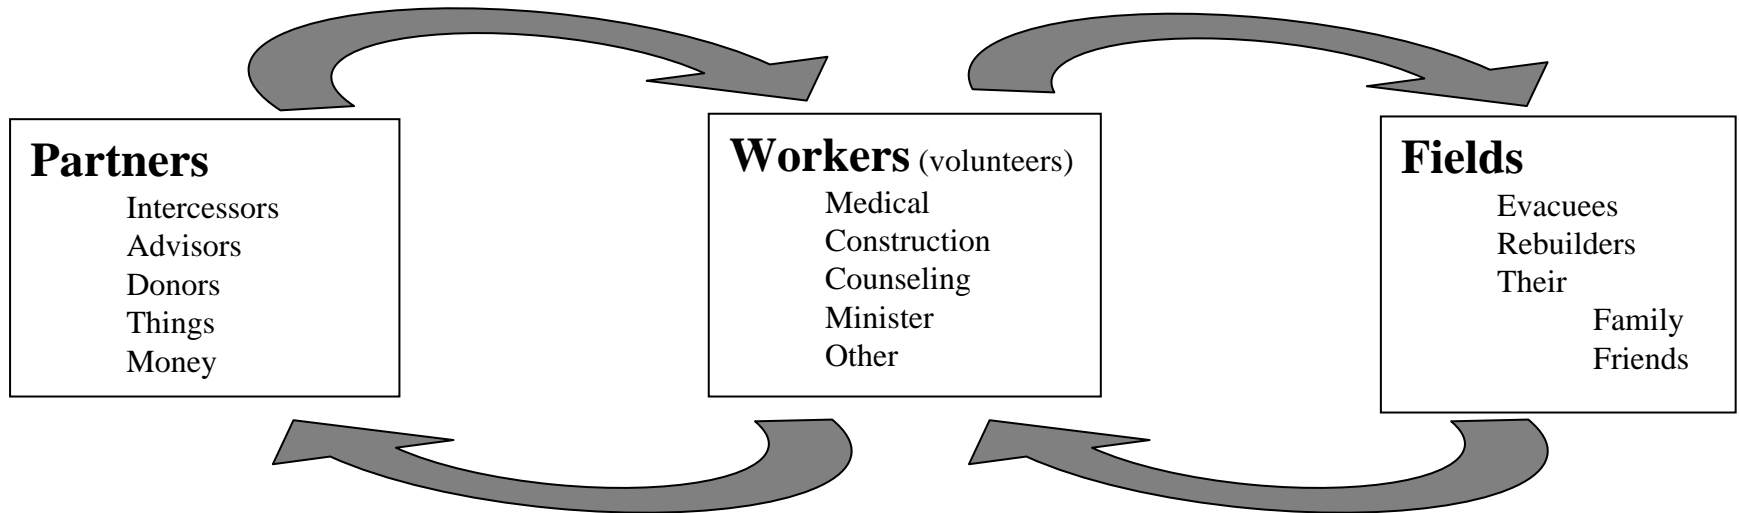 Partners
Intercessors
Advisors
Donors
Things
Money
Workers (volunteers)
Medical
Construction
Counseling
Minister
Other
Fields
Evacuees
Rebuilders
Their
Family
Friends